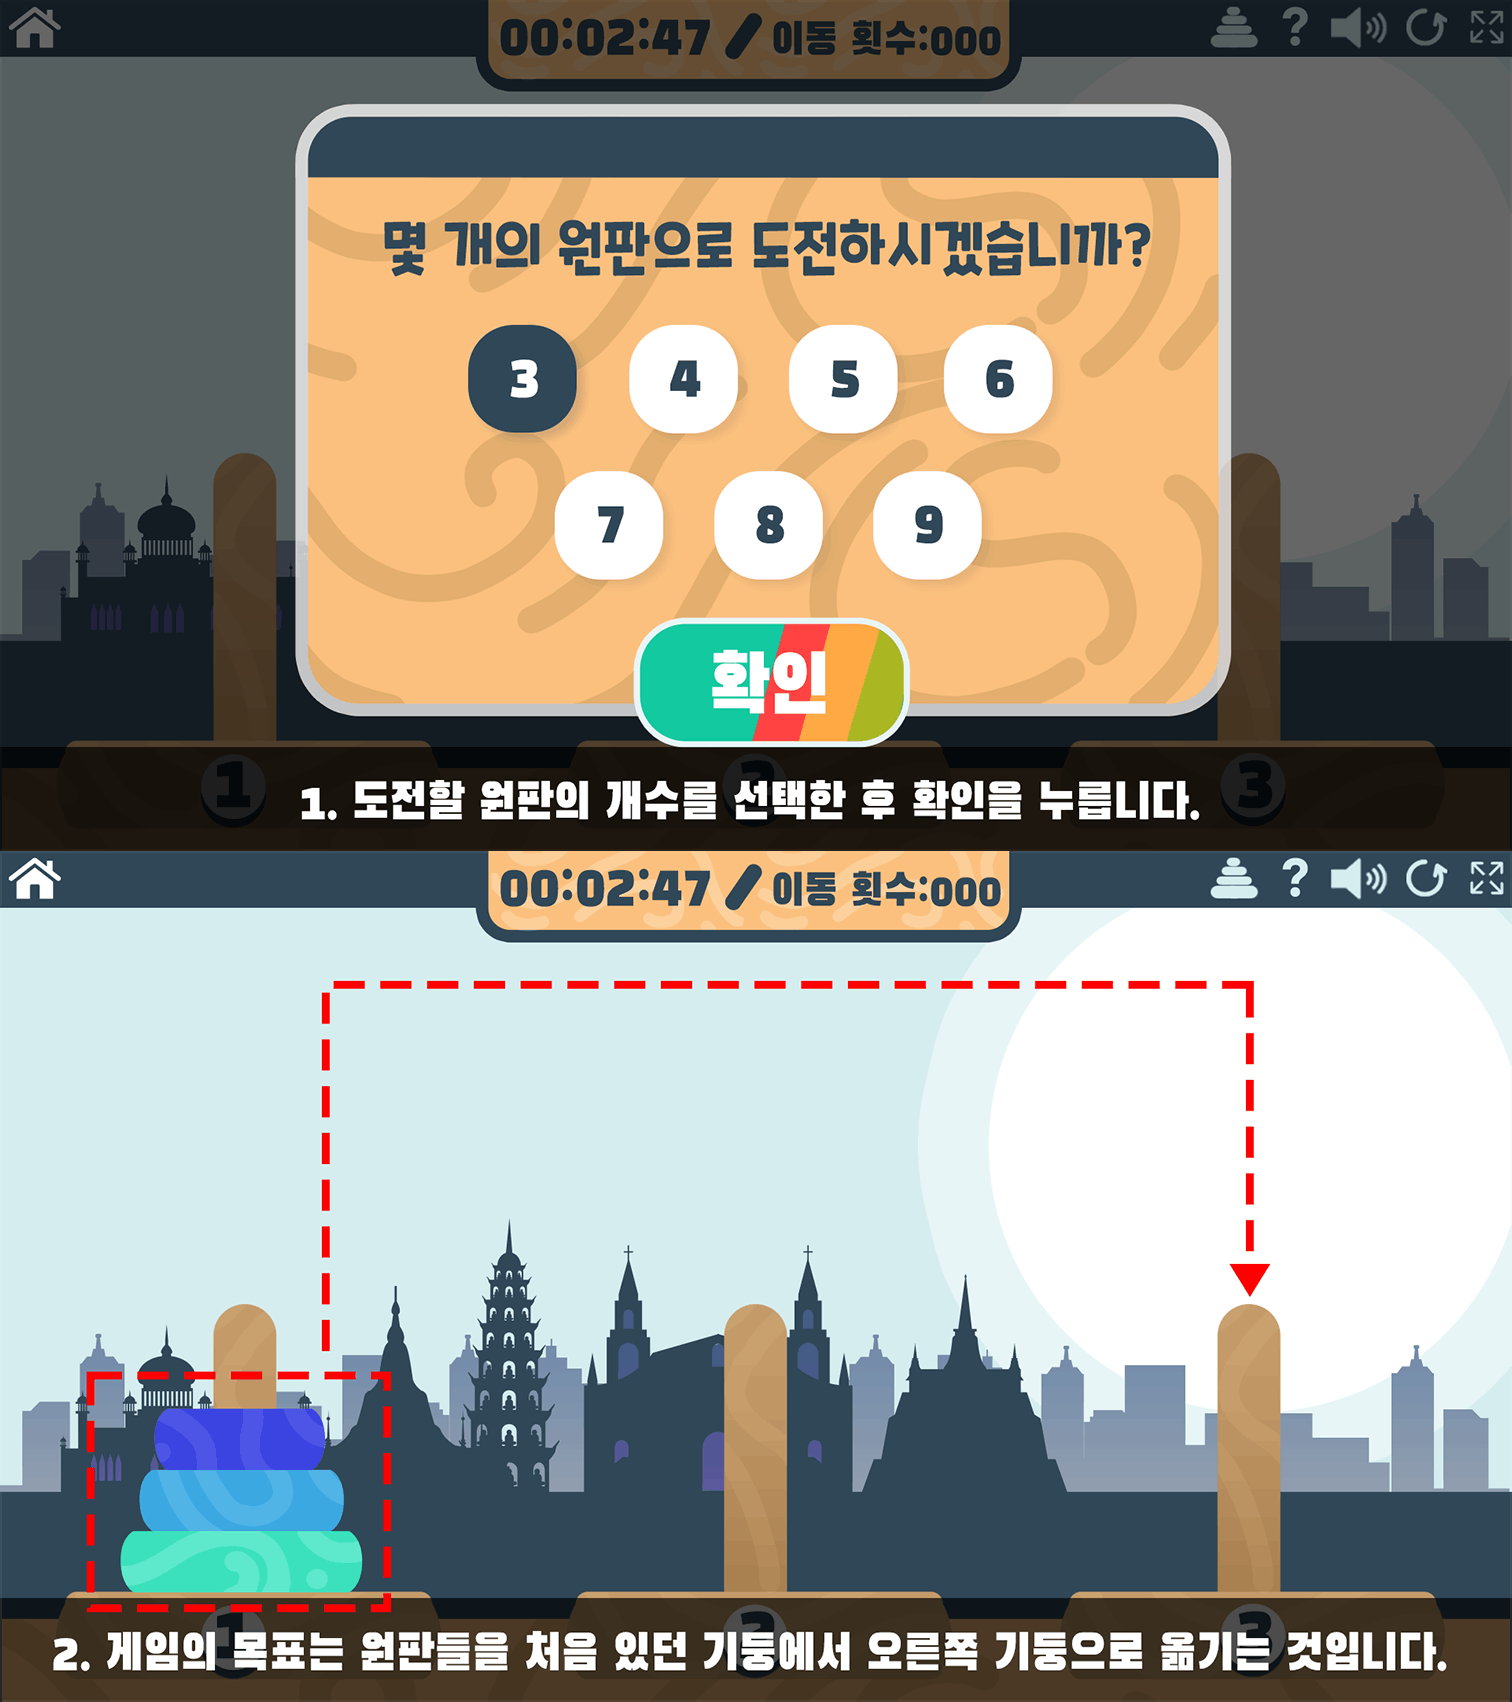 00:02:47 / 이동 횟수:000
?
몇 개의 원판으로 도전하시겠습니까?
3 4 5 6
7 8 9
확인
1 2 3
1. 도전할 원판의 개수를 선택한 후 확인을 누릅니다.
00:02:47 / 이동 횟수:000
?
1 2 3
2. 게임의 목표는 원판들을 처음 있던 기둥에서 오른쪽 기둥으로 옮기는 것입니다.